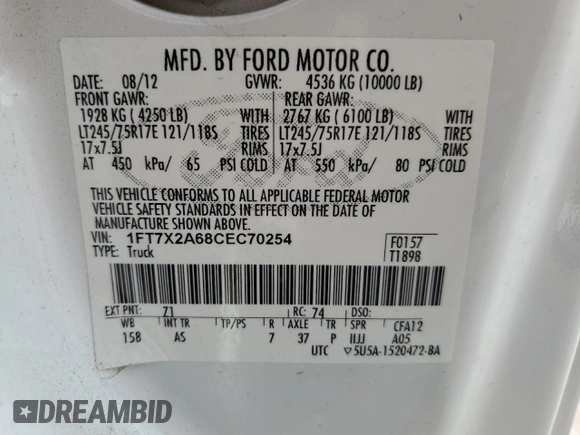 MFD. BY FORD MOTOR CO.
DATE: 08/12 GVWR: 4536 KG (10000 LB)
FRONT GAWR: REAR GAWR:
1928 KG ( 4250 LB) WITH 2767 KG ( 6100 LB) WITH
LT245/75R17E 121/118S TIRES LT245/75R17E 121/118S TIRES
17x7.5J RIMS 17x7.5J RIMS
AT 450 kPa/ 65 PSI COLD AT 550 kPa/ 80 PSI COLD
THIS VEHICLE CONFORMS TO ALL APPLICABLE FEDERAL MOTOR
VEHICLE SAFETY STANDARDS IN EFFECT ON THE DATE OF
MANUFACTURE SHOWN ABOVE.
VIN: 1FT7X2A68CEC70254 F0157
TYPE: Truck T1898
EXT PNT: 71 RC: 74 DSO:
WB INT TR TP/PS R AXLE TR SPR CFA12
158 AS 7 37 P IIJJ A05
UTC ▽5U5A-1520472-BA
DREAMBID